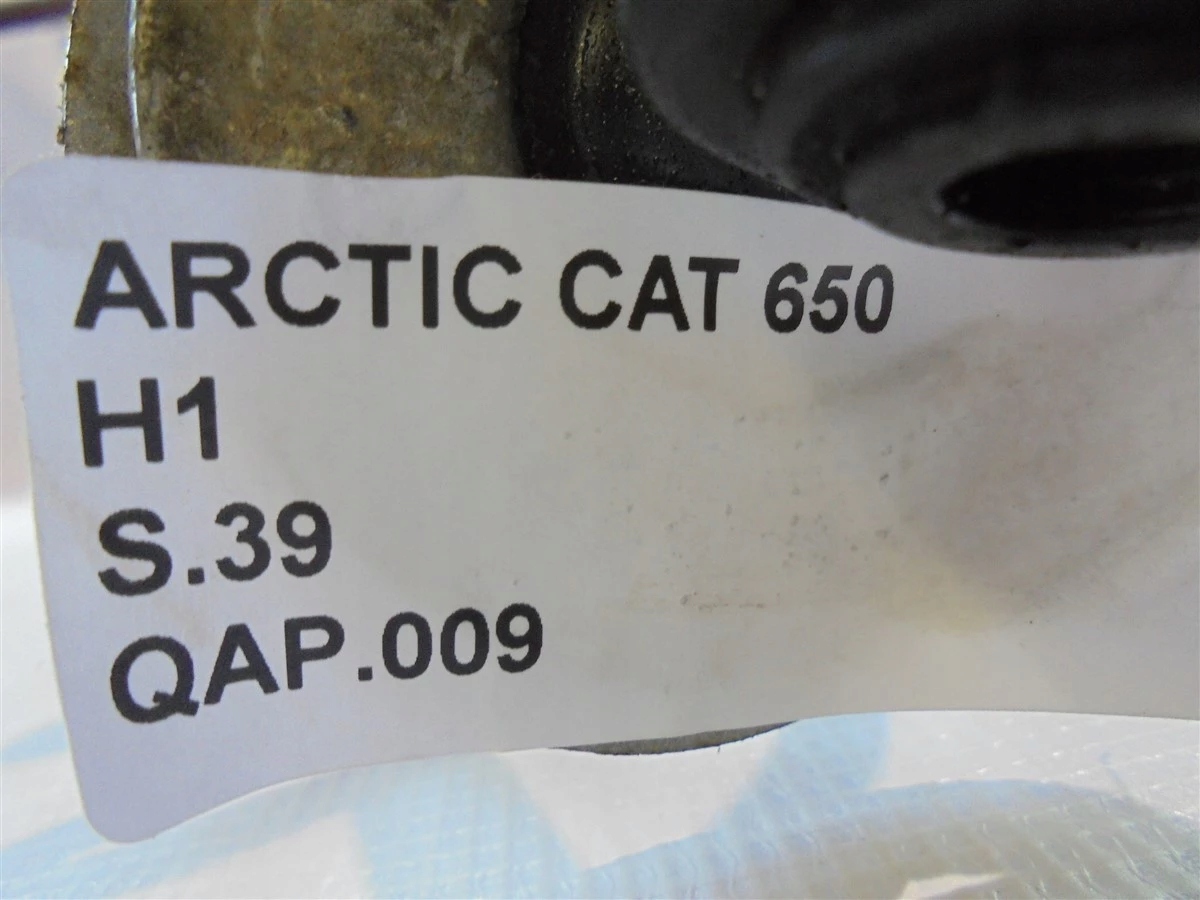 ARCTIC CAT 650
H1
S.39
QAP.009